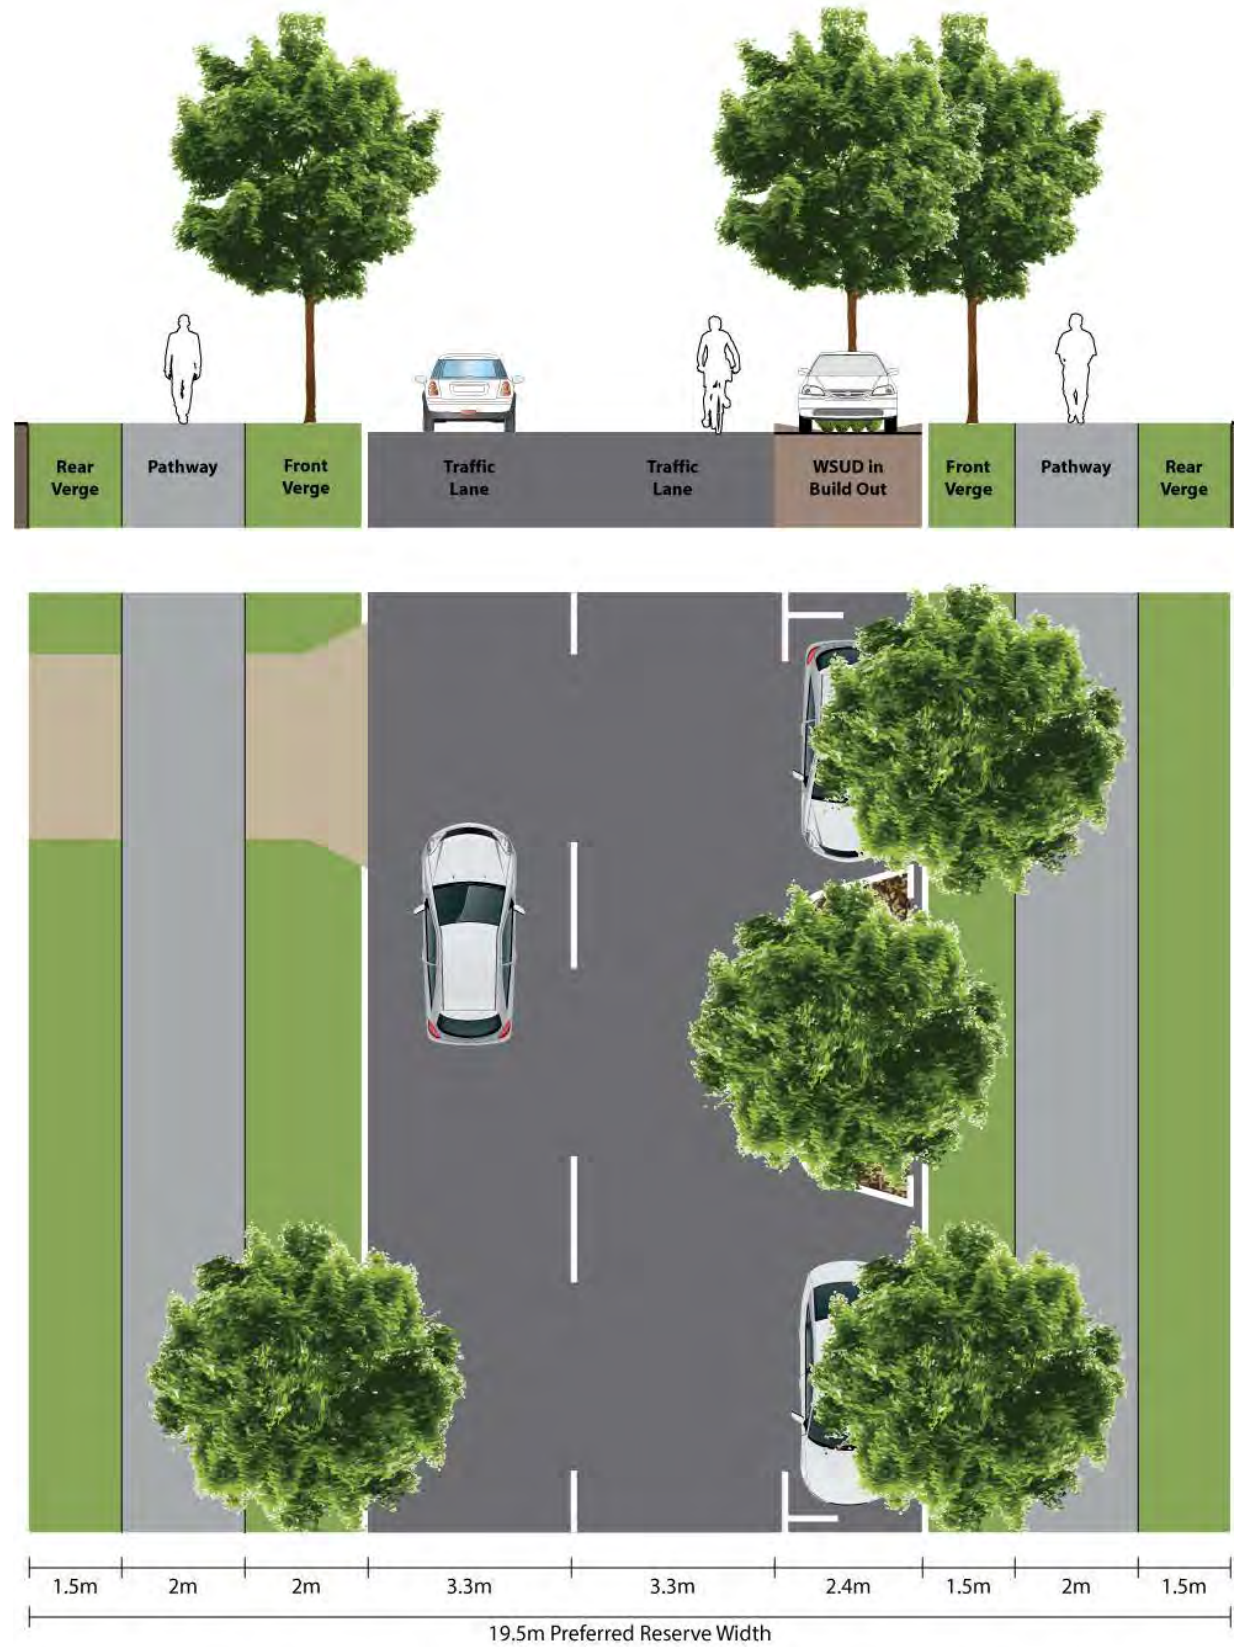 Rear
Verge
Pathway
Front
Verge
Traffic
Lane
Traffic
Lane
WSUD in
Build Out
Front
Verge
Pathway
Rear
Verge
1.5m
2m
2m
3.3m
3.3m
2.4m
1.5m
2m
1.5m
19.5m Preferred Reserve Width